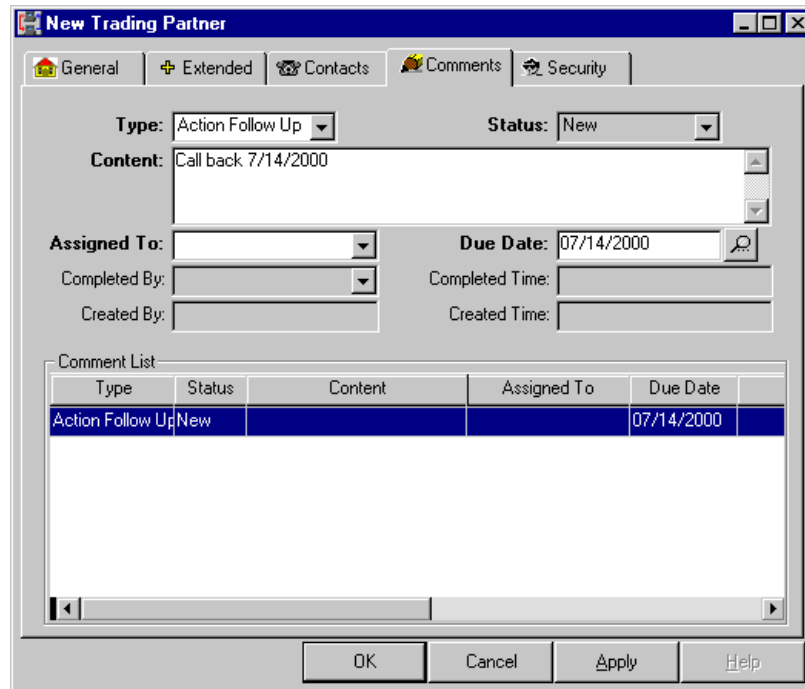 New Trading Partner
General Extended Contacts Comments Security
Type: Action Follow Up Status: New
Content: Call back 7/14/2000
Assigned To: Due Date: 07/14/2000
Completed By: Completed Time:
Created By: Created Time:
Comment List
Type Status Content Assigned To Due Date
Action Follow Up New 07/14/2000
OK Cancel Apply Help